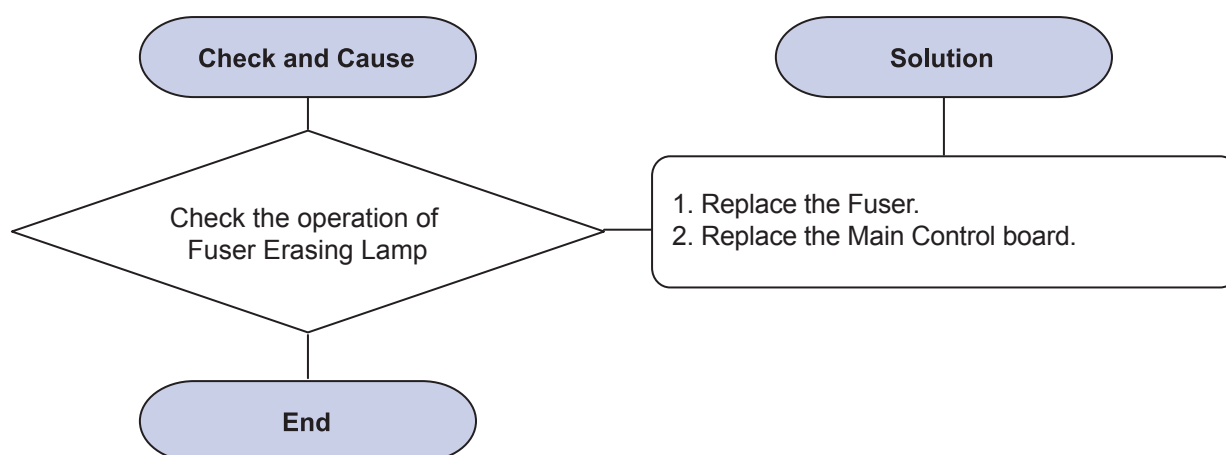 Check and Cause
Solution
Check the operation of
Fuser Erasing Lamp
1. Replace the Fuser.
2. Replace the Main Control board.
End